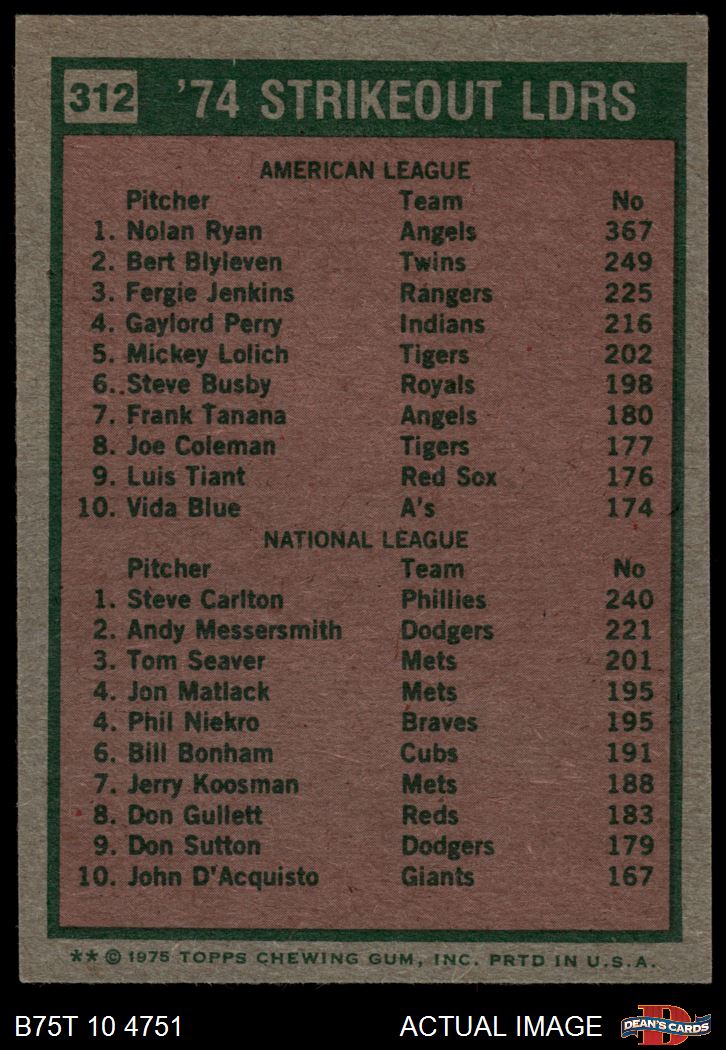 312 '74 STRIKEOUT LDRS
AMERICAN LEAGUE
Pitcher Team No
1. Nolan Ryan Angels 367
2. Bert Blyleven Twins 249
3. Fergie Jenkins Rangers 225
4. Gaylord Perry Indians 216
5. Mickey Lolich Tigers 202
6. Steve Busby Royals 198
7. Frank Tanana Angels 180
8. Joe Coleman Tigers 177
9. Luis Tiant Red Sox 176
10. Vida Blue A's 174
NATIONAL LEAGUE
Pitcher Team No
1. Steve Carlton Phillies 240
2. Andy Messersmith Dodgers 221
3. Tom Seaver Mets 201
4. Jon Matlack Mets 195
4. Phil Niekro Braves 195
6. Bill Bonham Cubs 191
7. Jerry Koosman Mets 188
8. Don Gullett Reds 183
9. Don Sutton Dodgers 179
10. John D'Acquisto Giants 167
** © 1975 TOPPS CHEWING GUM, INC. PRTD IN U.S.A.
B75T 10 4751 ACTUAL IMAGE DEAN'S CARDS